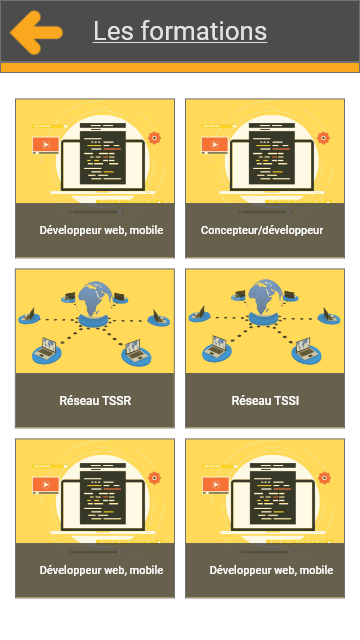 Les formations
Développeur web, mobile
Concepteur/développeur
Réseau TSSR
Réseau TSSI
Développeur web, mobile
Développeur web, mobile